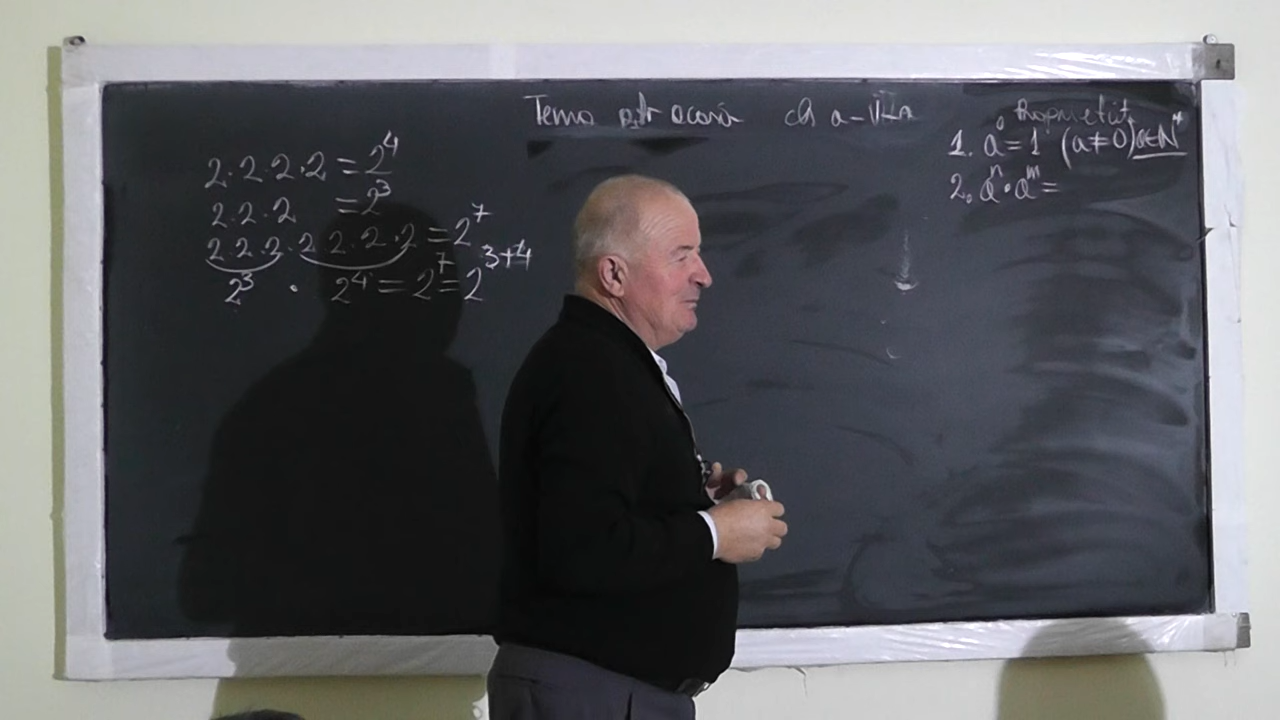 Tema ptr acasă cls a-VII-a
2.2.2.2 = 2⁴
2.2.2 = 2³
2.2.2.2.2.2.2 = 2⁷
2³ . 2⁴ = 2⁷ = 2³⁺⁴
Proprietăți
1. a⁰ = 1 (a≠0) a∈N*
2. aⁿ · aᵐ =